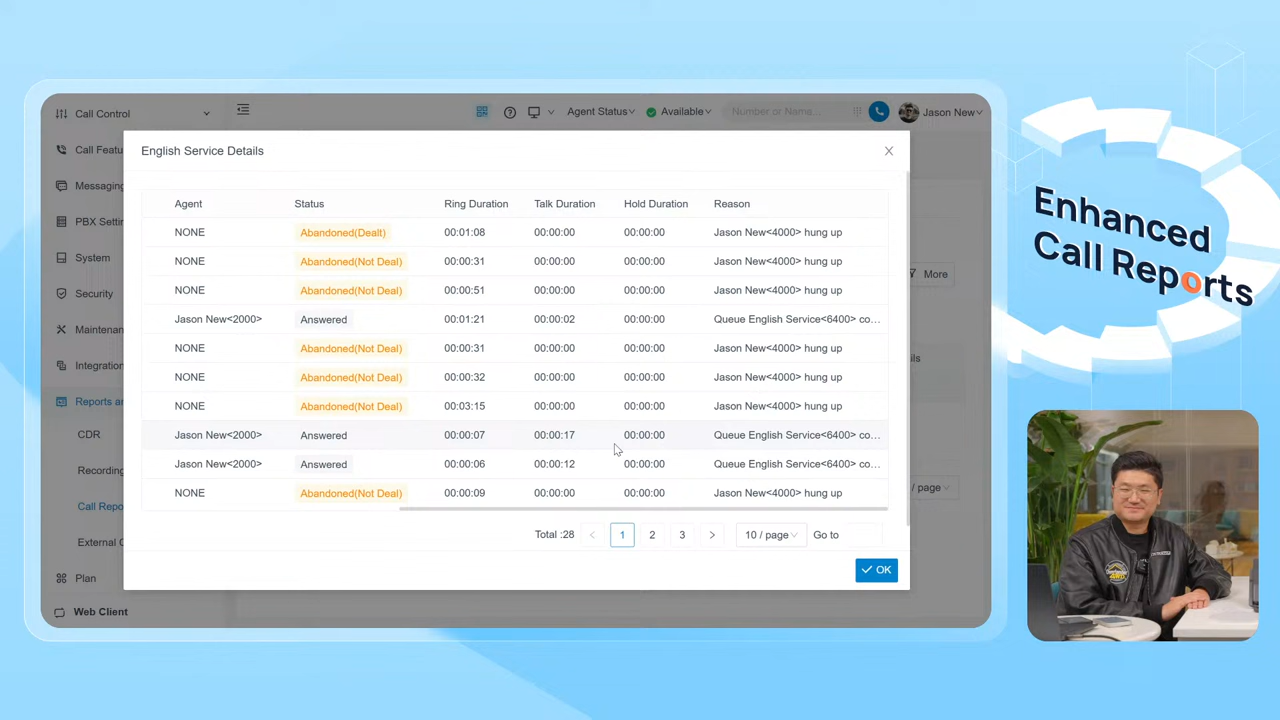 Call Control
Agent Status
Available
Number or Name...
Jason New
Call Featu
Messaging
PBX Setti
System
Security
Maintenan
Integration
Reports an
CDR
Recording
Call Repo
External C
Plan
Web Client
More
ils
/ page
English Service Details
Agent Status Ring Duration Talk Duration Hold Duration Reason
NONE Abandoned(Dealt) 00:01:08 00:00:00 00:00:00 Jason New<4000> hung up
NONE Abandoned(Not Deal) 00:00:31 00:00:00 00:00:00 Jason New<4000> hung up
NONE Abandoned(Not Deal) 00:00:51 00:00:00 00:00:00 Jason New<4000> hung up
Jason New<2000> Answered 00:01:21 00:00:02 00:00:00 Queue English Service<6400> co...
NONE Abandoned(Not Deal) 00:00:31 00:00:00 00:00:00 Jason New<4000> hung up
NONE Abandoned(Not Deal) 00:00:32 00:00:00 00:00:00 Jason New<4000> hung up
NONE Abandoned(Not Deal) 00:03:15 00:00:00 00:00:00 Jason New<4000> hung up
Jason New<2000> Answered 00:00:07 00:00:17 00:00:00 Queue English Service<6400> co...
Jason New<2000> Answered 00:00:06 00:00:12 00:00:00 Queue English Service<6400> co...
NONE Abandoned(Not Deal) 00:00:09 00:00:00 00:00:00 Jason New<4000> hung up
Total :28 < 1 2 3 > 10 / page Go to
OK
Enhanced
Call Reports